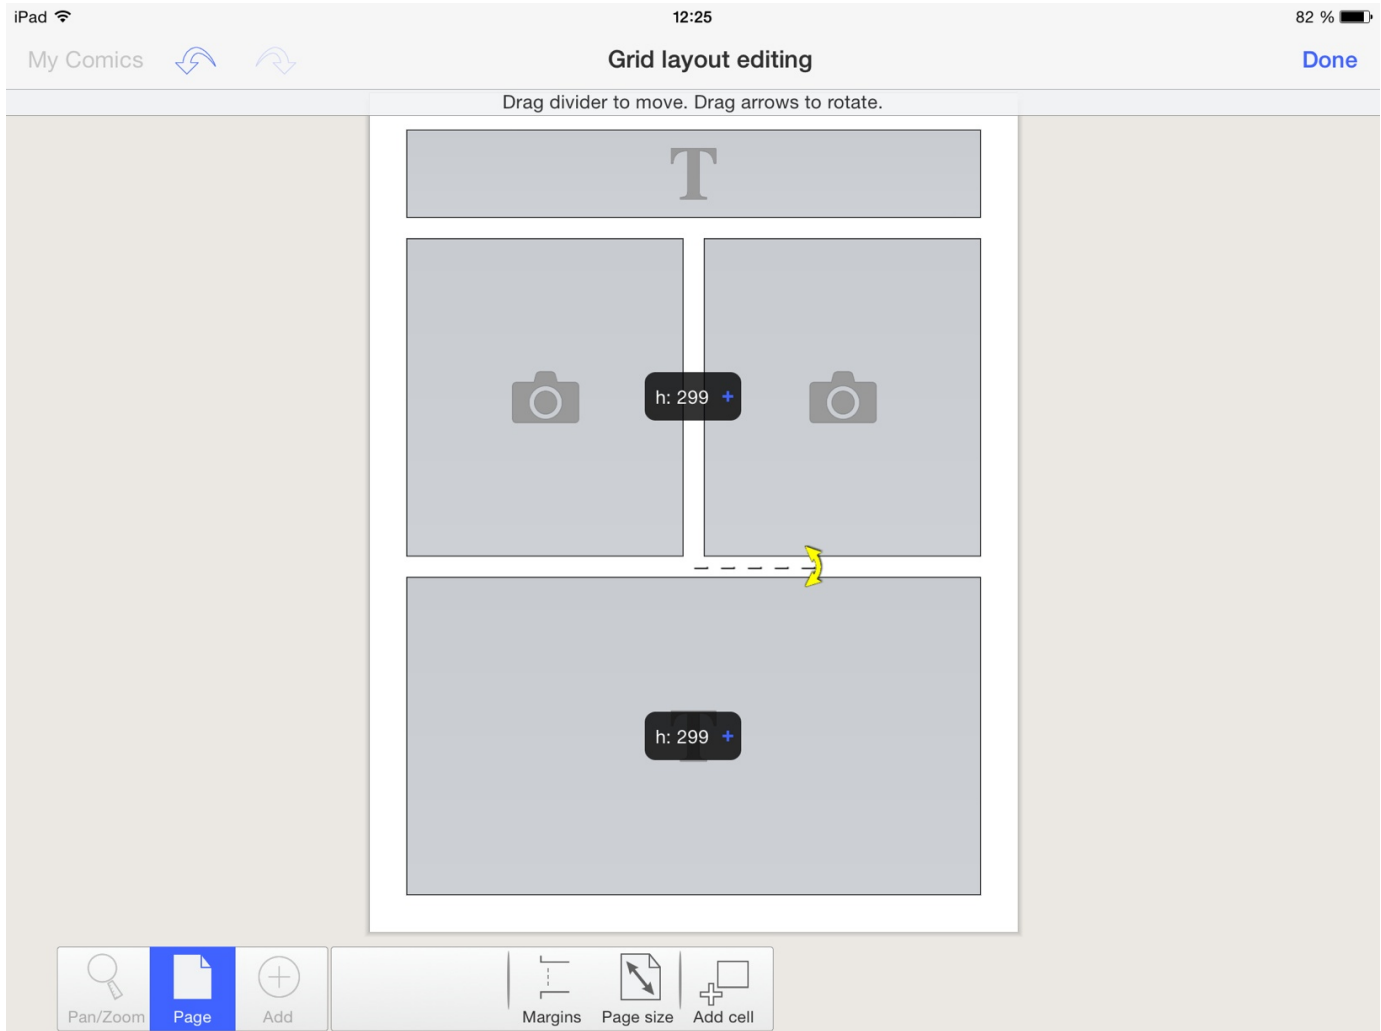 iPad 12:25 82 %
My Comics Grid layout editing Done
Drag divider to move. Drag arrows to rotate.
T
h: 299 +
T
h: 299 +
Pan/Zoom Page Add Margins Page size Add cell